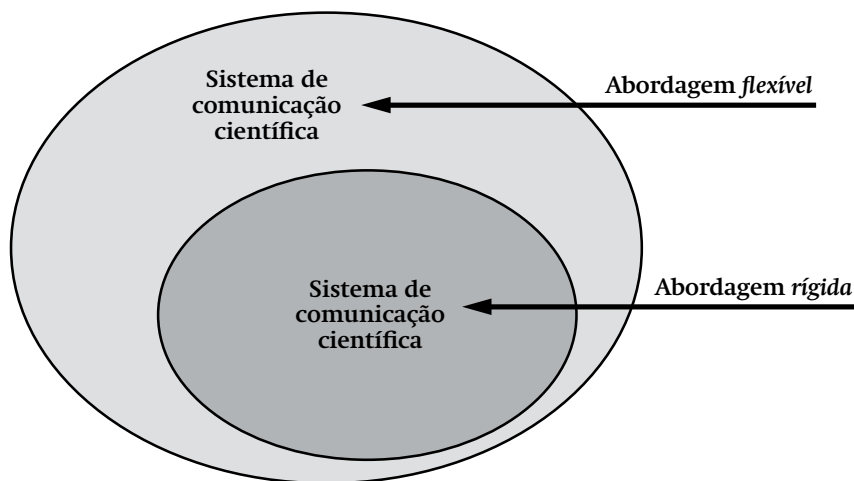 Sistema de
comunicação
científica
Abordagem flexível
Sistema de
comunicação
científica
Abordagem rígida